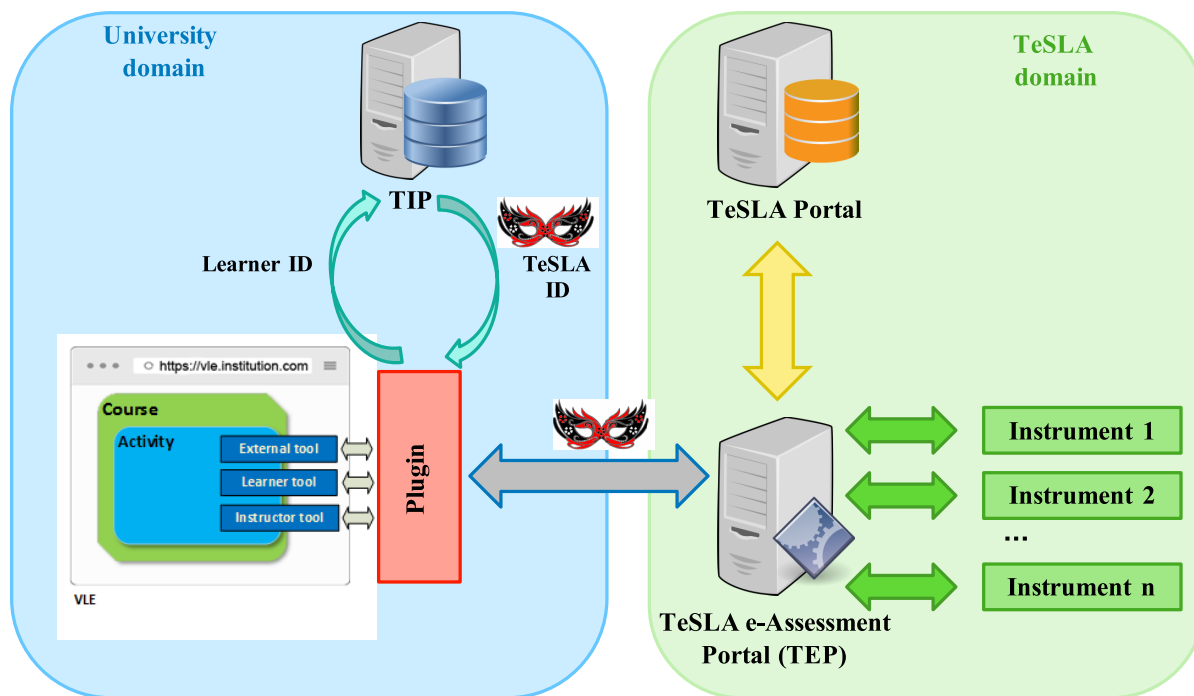 University
domain
TIP
Learner ID
TeSLA
ID
https://vle.institution.com
Course
Activity
External tool
Learner tool
Instructor tool
VLE
Plugin
TeSLA
domain
TeSLA Portal
Instrument 1
Instrument 2
...
Instrument n
TeSLA e-Assessment
Portal (TEP)